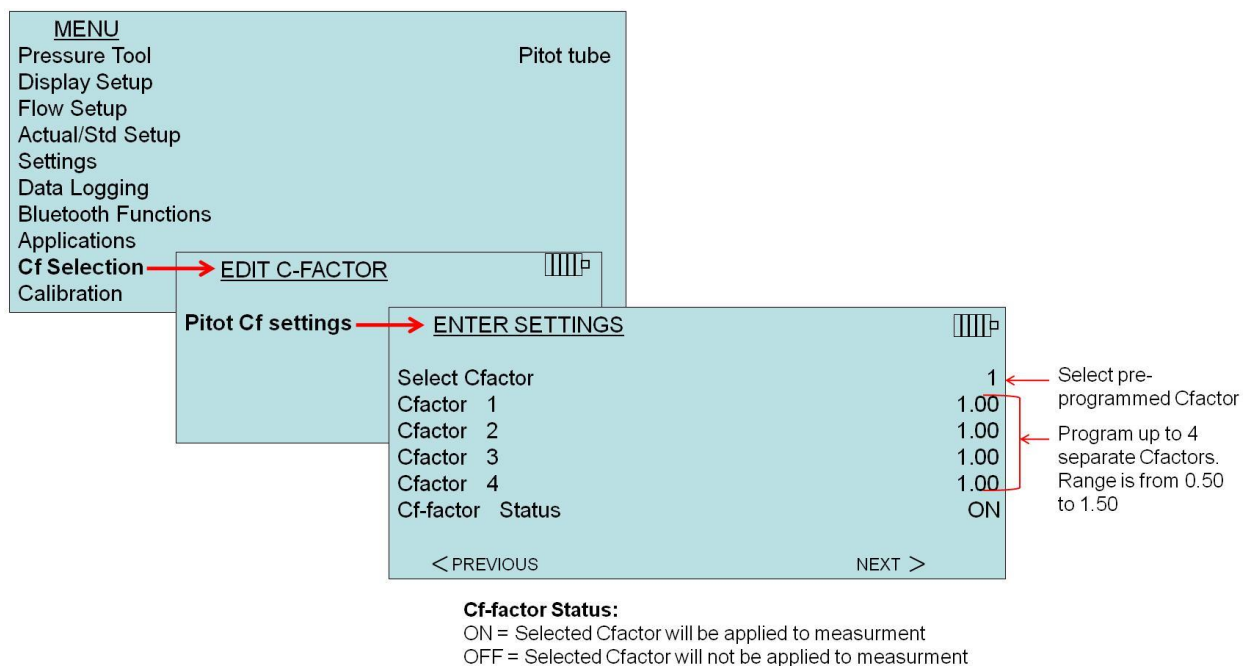 MENU
Pressure Tool Pitot tube
Display Setup
Flow Setup
Actual/Std Setup
Settings
Data Logging
Bluetooth Functions
Applications
Cf Selection
Calibration
EDIT C-FACTOR
Pitot Cf settings
ENTER SETTINGS
Select Cfactor 1
Cfactor 1 1.00
Cfactor 2 1.00
Cfactor 3 1.00
Cfactor 4 1.00
Cf-factor Status ON
< PREVIOUS NEXT >
Select pre-
programmed Cfactor
Program up to 4
separate Cfactors.
Range is from 0.50
to 1.50
Cf-factor Status:
ON = Selected Cfactor will be applied to measurment
OFF = Selected Cfactor will not be applied to measurment